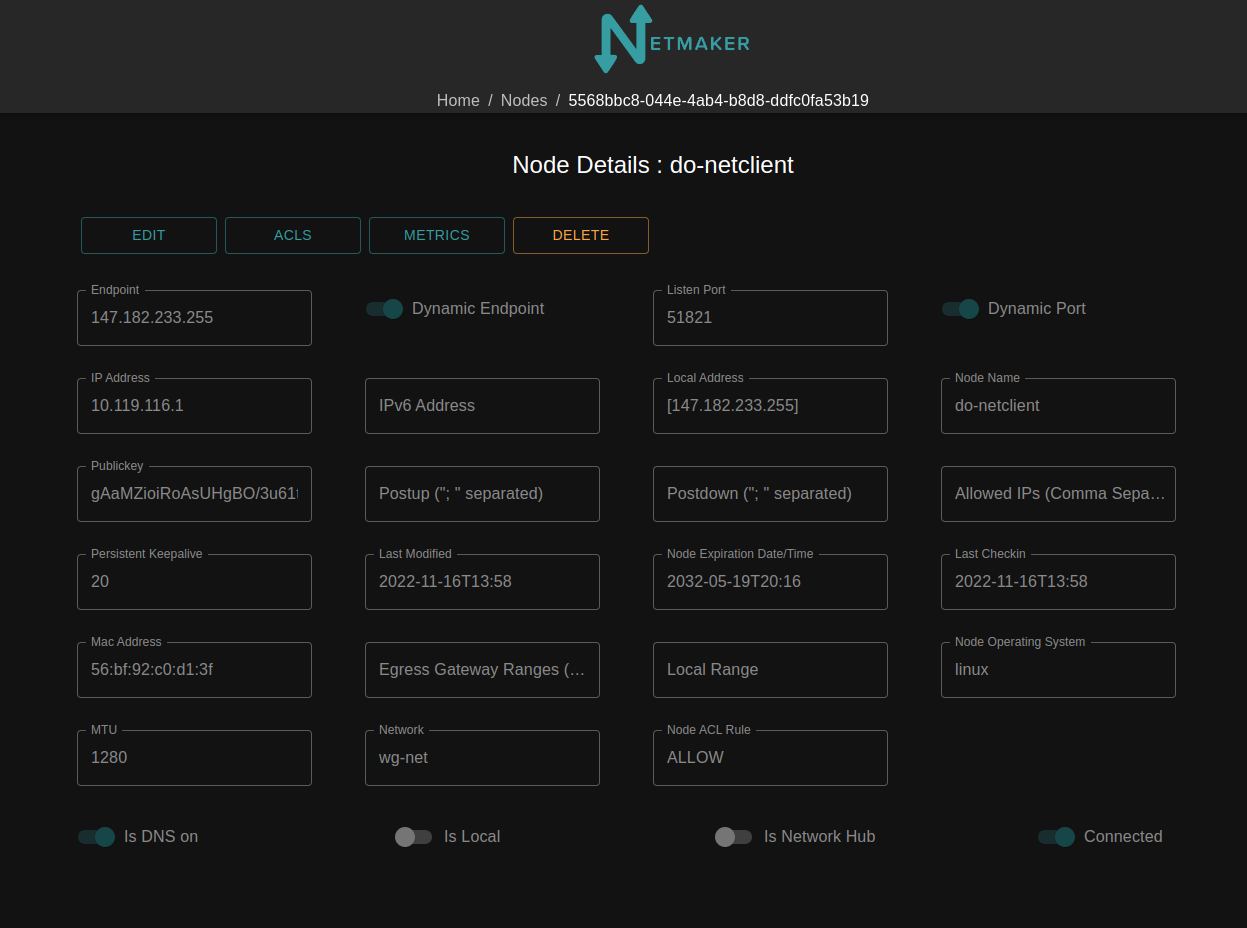 NETMAKER
Home / Nodes / 5568bbc8-044e-4ab4-b8d8-ddfc0fa53b19
Node Details : do-netclient
EDIT ACLS METRICS DELETE
Endpoint Listen Port
147.182.233.255 Dynamic Endpoint 51821 Dynamic Port
IP Address Local Address Node Name
10.119.116.1 IPv6 Address [147.182.233.255] do-netclient
Publickey
gAaMZioiRoAsUHgBO/3u61 Postup ("; " separated) Postdown ("; " separated) Allowed IPs (Comma Sepa…
Persistent Keepalive Last Modified Node Expiration Date/Time Last Checkin
20 2022-11-16T13:58 2032-05-19T20:16 2022-11-16T13:58
Mac Address Node Operating System
56:bf:92:c0:d1:3f Egress Gateway Ranges (… Local Range linux
MTU Network Node ACL Rule
1280 wg-net ALLOW
Is DNS on Is Local Is Network Hub Connected